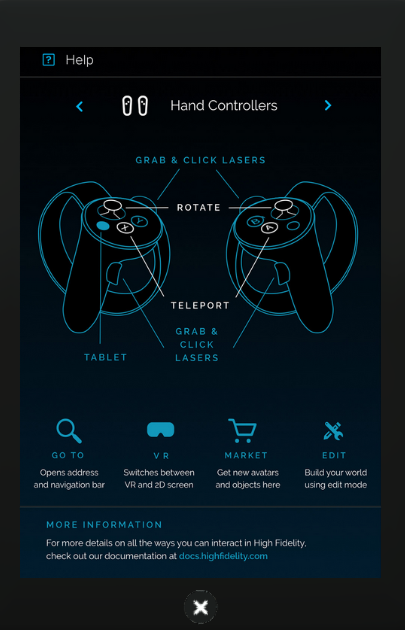 ? Help
Hand Controllers
GRAB & CLICK LASERS
ROTATE
Y
B
X
A
TELEPORT
GRAB &
CLICK
LASERS
TABLET
GO TO
Opens address
and navigation bar
VR
Switches between
VR and 2D screen
MARKET
Get new avatars
and objects here
EDIT
Build your world
using edit mode
MORE INFORMATION
For more details on all the ways you can interact in High Fidelity,
check out our documentation at docs.highfidelity.com